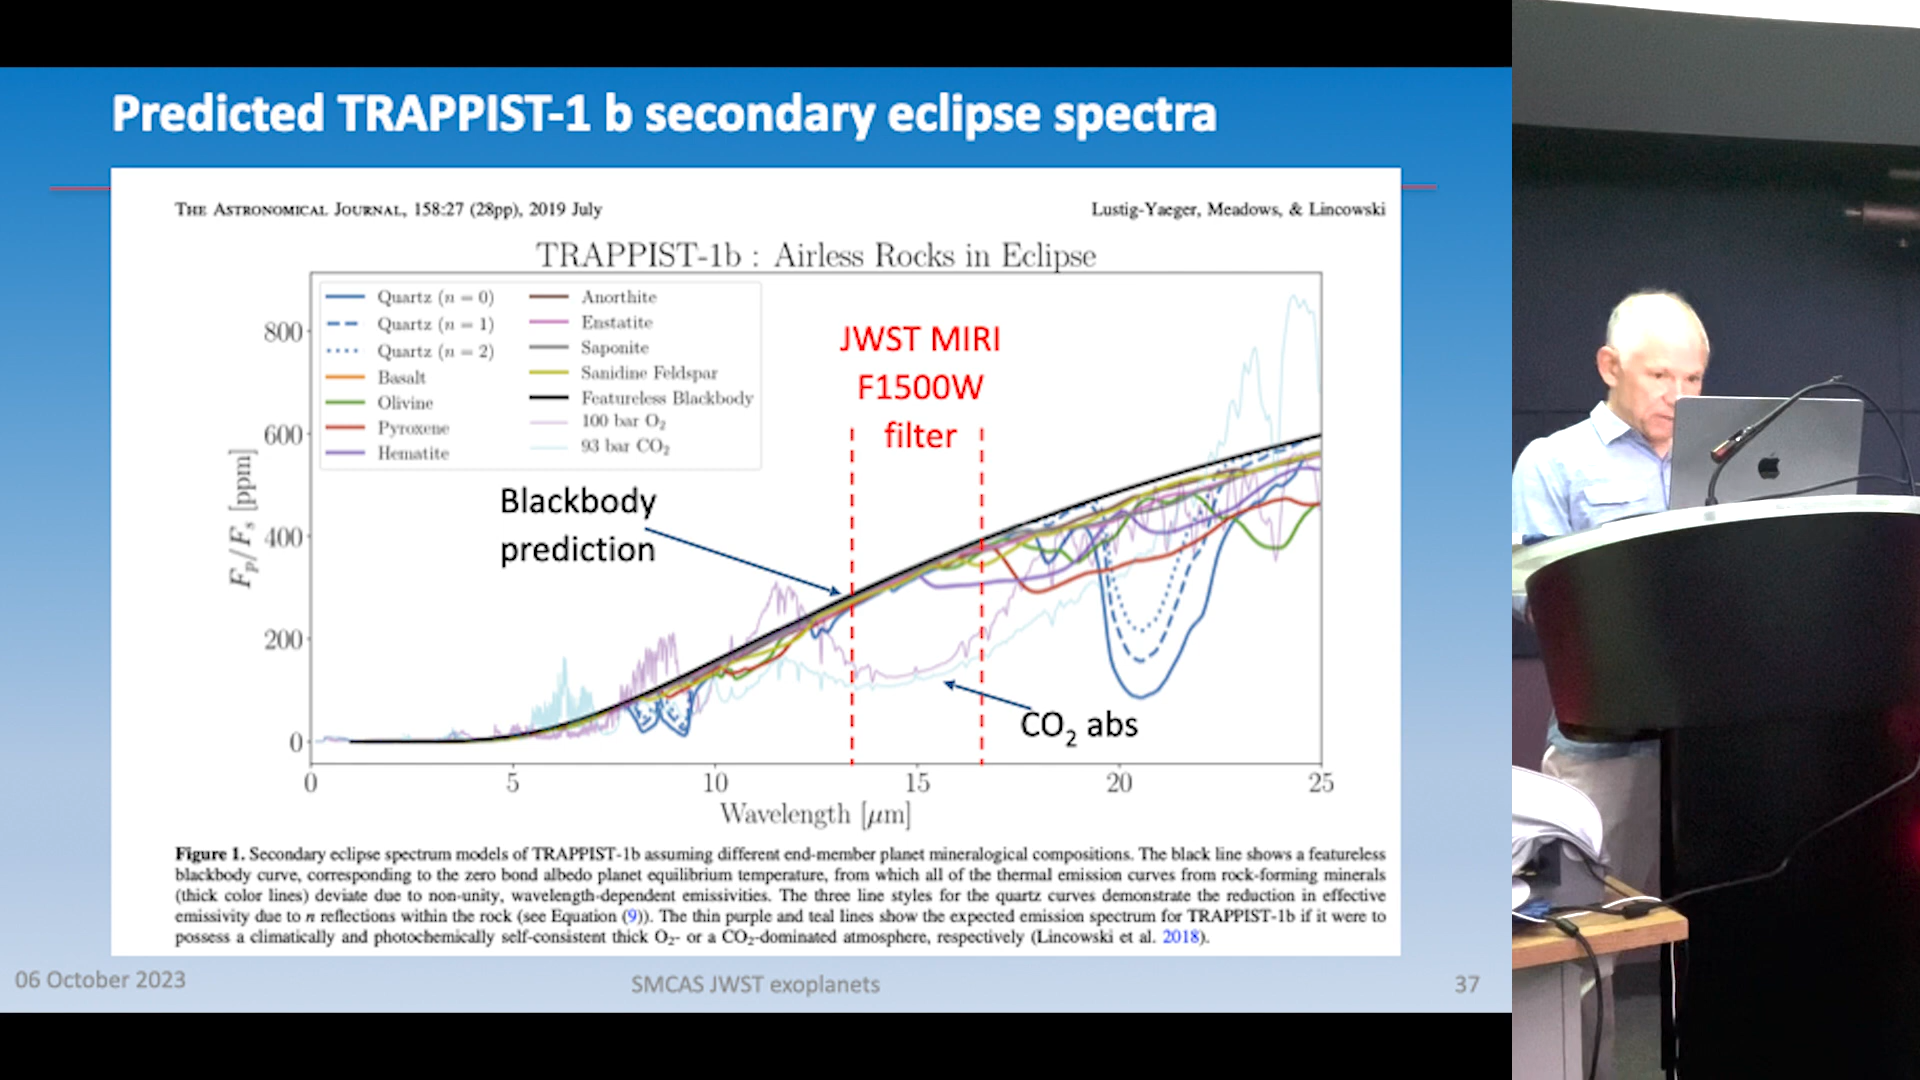 Predicted TRAPPIST-1 b secondary eclipse spectra
THE ASTRONOMICAL JOURNAL, 158:27 (28pp), 2019 July
Lustig-Yaeger, Meadows, & Lincowski
TRAPPIST-1b : Airless Rocks in Eclipse
Quartz (n = 0)
Quartz (n = 1)
Quartz (n = 2)
Basalt
Olivine
Pyroxene
Hematite
Anorthite
Enstatite
Saponite
Sanidine Feldspar
Featureless Blackbody
100 bar O₂
93 bar CO₂
JWST MIRI
F1500W
filter
Blackbody
prediction
CO₂ abs
Fp/Fs [ppm]
800
600
400
200
0
0 5 10 15 20 25
Wavelength [μm]
Figure 1. Secondary eclipse spectrum models of TRAPPIST-1b assuming different end-member planet mineralogical compositions. The black line shows a featureless
blackbody curve, corresponding to the zero bond albedo planet equilibrium temperature, from which all of the thermal emission curves from rock-forming minerals
(thick color lines) deviate due to non-unity, wavelength-dependent emissivities. The three line styles for the quartz curves demonstrate the reduction in effective
emissivity due to n reflections within the rock (see Equation (9)). The thin purple and teal lines show the expected emission spectrum for TRAPPIST-1b if it were to
possess a climatically and photochemically self-consistent thick O₂- or a CO₂-dominated atmosphere, respectively (Lincowski et al. 2018).
06 October 2023
SMCAS JWST exoplanets
37